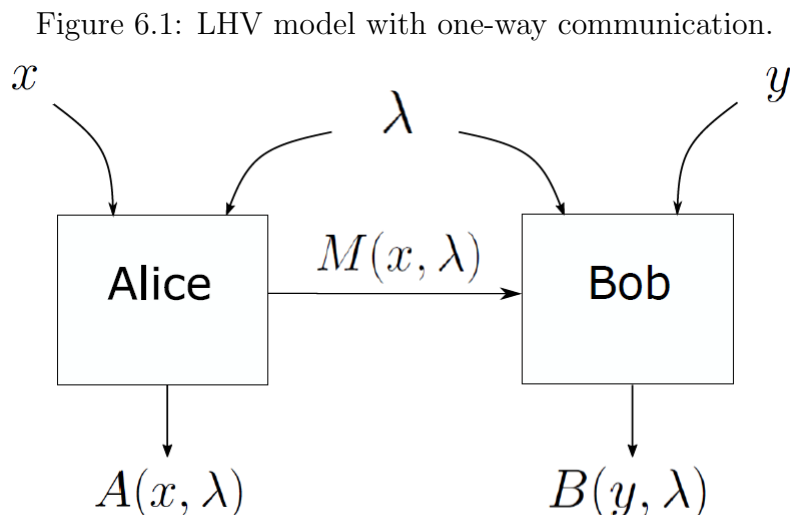 Figure 6.1: LHV model with one-way communication.
x
λ
y
M(x, λ)
Alice
Bob
A(x, λ)
B(y, λ)